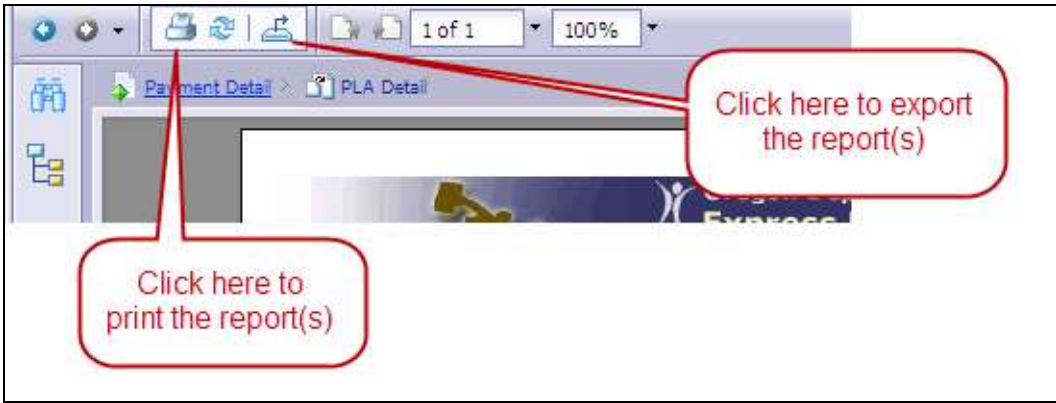 1 of 1
100%
Payment Detail > PLA Detail
Click here to export
the report(s)
Express
Click here to
print the report(s)